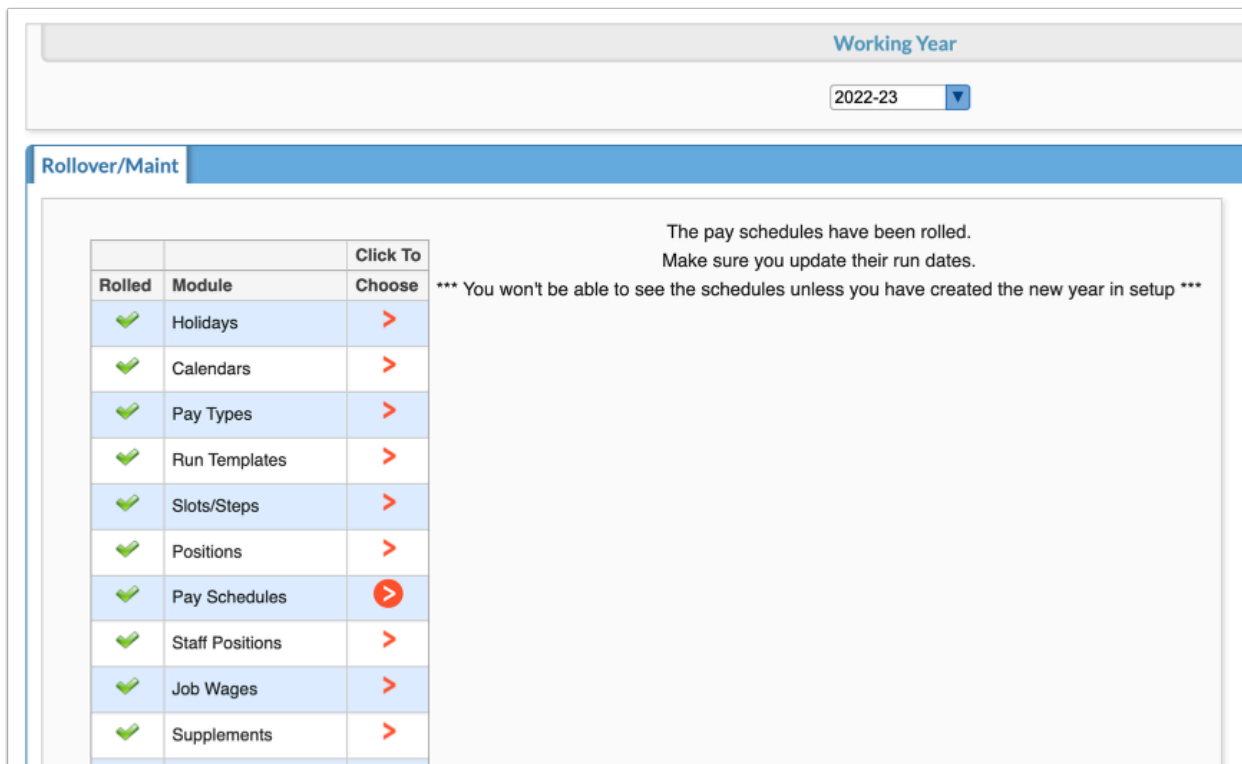 Working Year
2022-23
Rollover/Maint
The pay schedules have been rolled.
Make sure you update their run dates.
*** You won't be able to see the schedules unless you have created the new year in setup ***
Click To
Rolled Module Choose
Holidays >
Calendars >
Pay Types >
Run Templates >
Slots/Steps >
Positions >
Pay Schedules >
Staff Positions >
Job Wages >
Supplements >